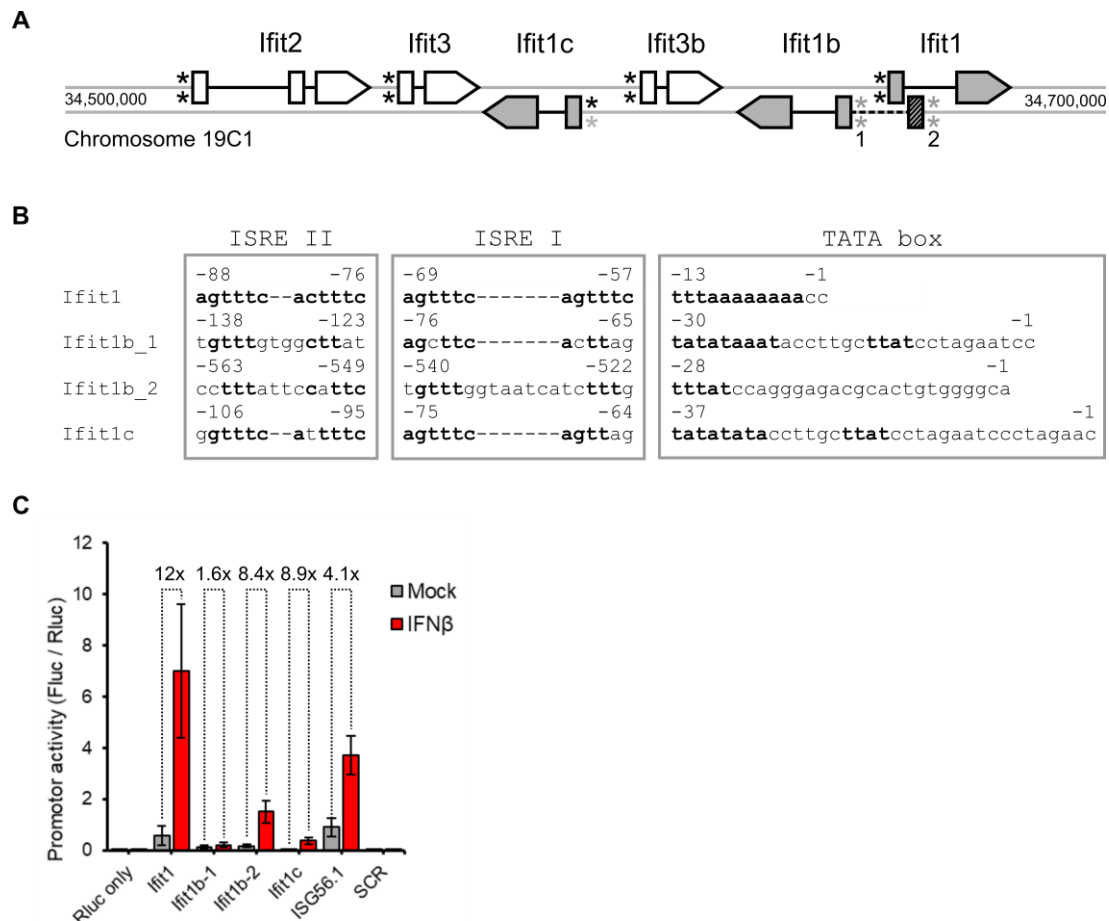 A
Ifit2 Ifit3 Ifit1c Ifit3b Ifit1b Ifit1
* * * * * * * *
34,500,000 34,700,000
* * * *
* *
Chromosome 19C1 1 2
B
ISRE II ISRE I TATA box
-88 -76 -69 -57 -13 -1
Ifit1 agtttc--actttc agtttc-------agtttc tttaaaaaaaacc
-138 -123 -76 -65 -30 -1
Ifit1b_1 tgtttgtggcttat agcttc-------acttag tatataaataccttgcttatcctagaatcc
-563 -549 -540 -522 -28 -1
Ifit1b_2 cctttattccattc tgtttggtaatcatctttg tttatccagggagacgcactgtggggca
-106 -95 -75 -64 -37 -1
Ifit1c ggtttc--attttc agtttc-------agttag tatatataccttgcttatcctagaatccctagaac
C
12
12x 1.6x 8.4x 8.9x 4.1x
Mock
IFNβ
10
8
6
4
2
0
Promotor activity (Fluc / Rluc)
Rluc only
Ifit1
Ifit1b-1
Ifit1b-2
Ifit1c
ISG56.1
SCR